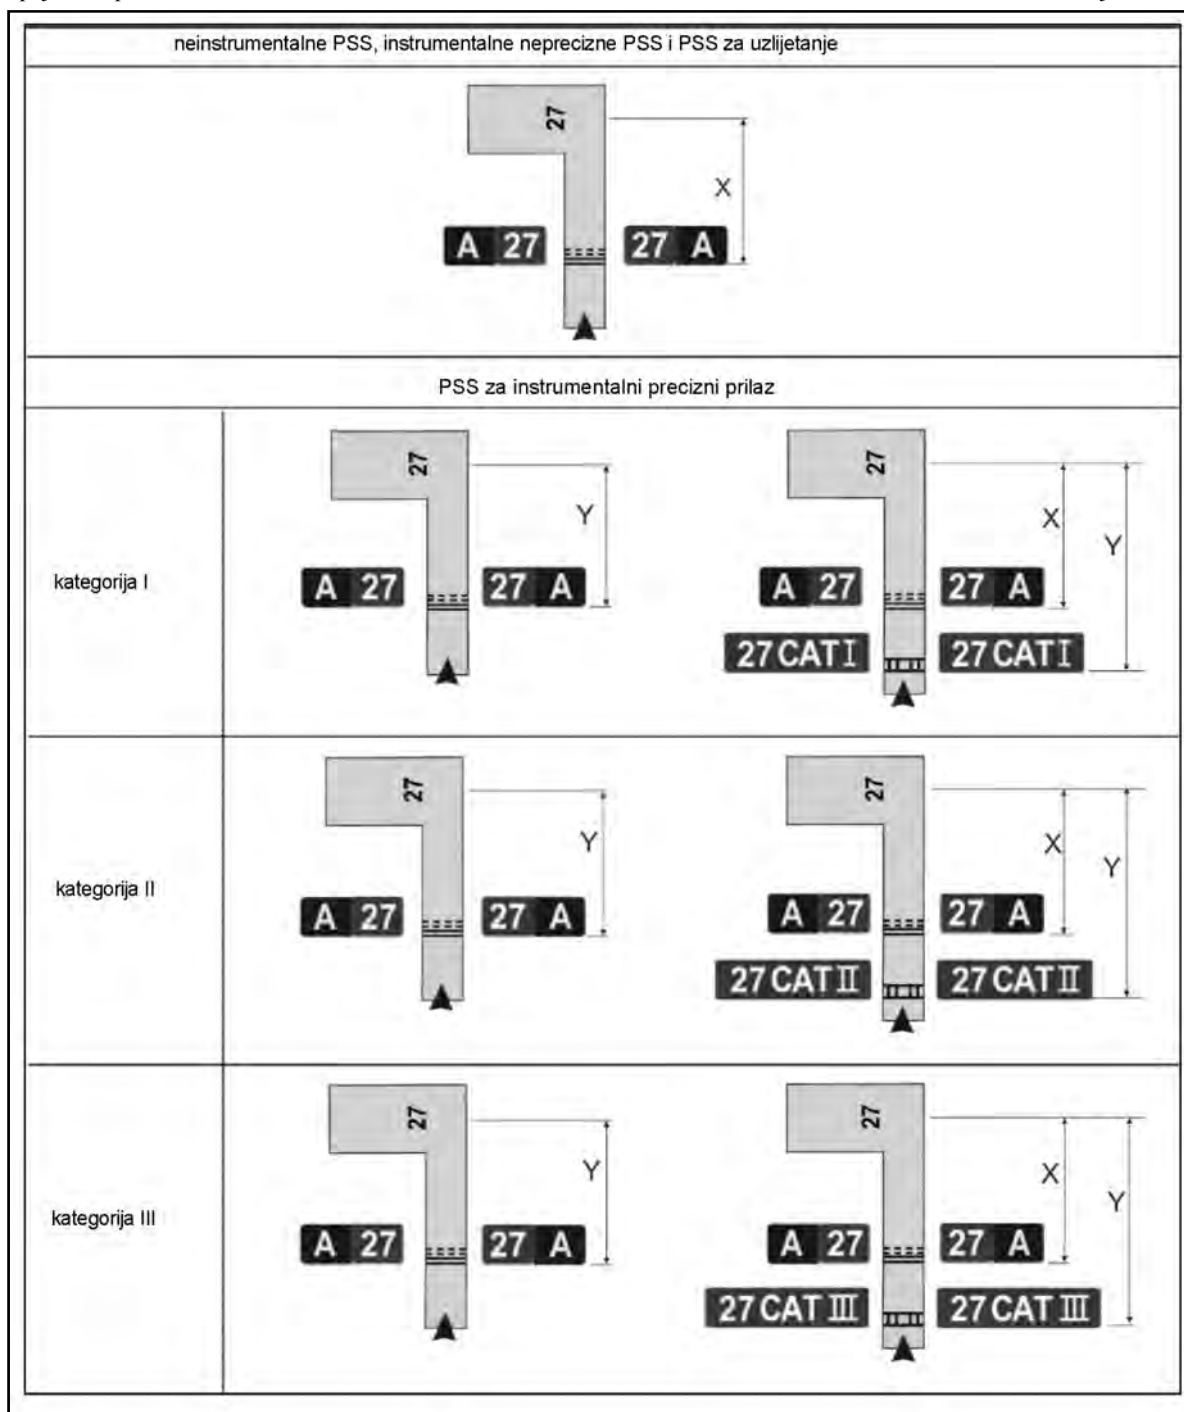 neinstrumentalne PSS, instrumentalne neprecizne PSS i PSS za uzlijetanje
27
X
A 27 27 A
PSS za instrumentalni precizni prilaz
kategorija I
27
Y
A 27 27 A
27
X
Y
A 27 27 A
27 CAT I 27 CAT I
kategorija II
27
Y
A 27 27 A
27
X
Y
A 27 27 A
27 CAT II 27 CAT II
kategorija III
27
Y
A 27 27 A
27
X
Y
A 27 27 A
27 CAT III 27 CAT III